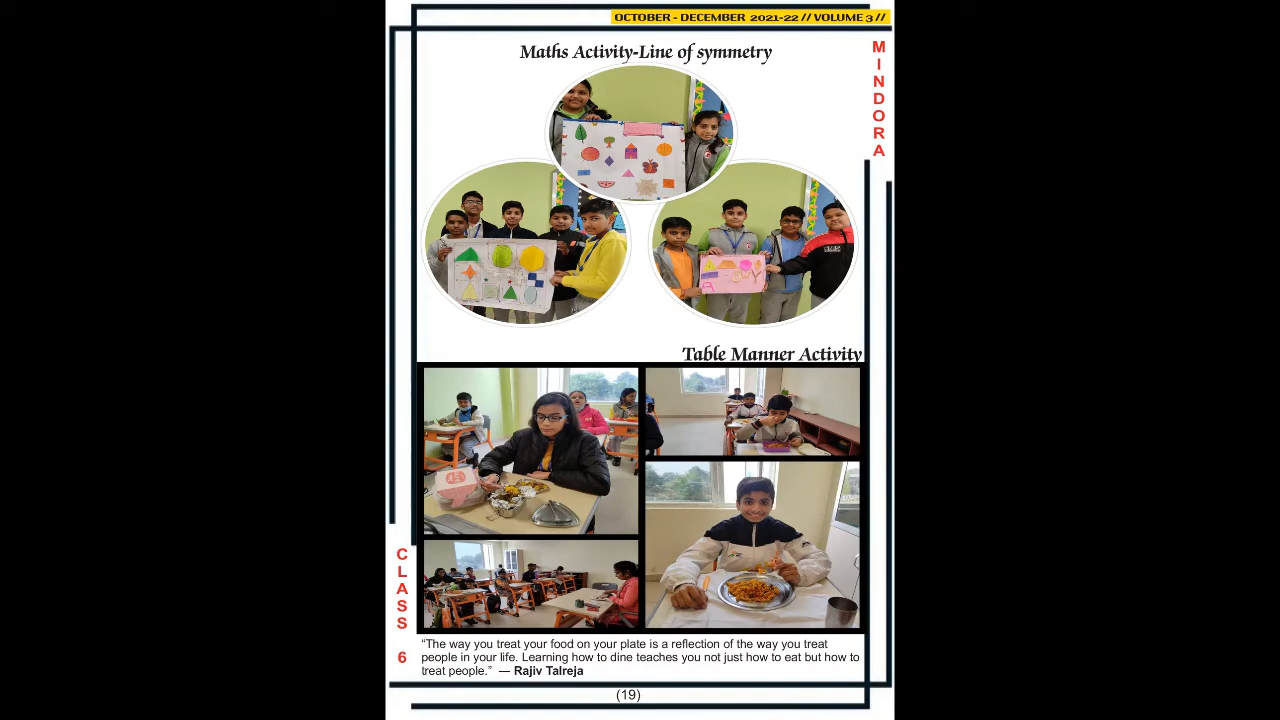 OCTOBER - DECEMBER 2021-22 // VOLUME 3 //
MINDORA
Maths Activity-Line of symmetry
Table Manner Activity
CLASS
6
“The way you treat your food on your plate is a reflection of the way you treat
people in your life. Learning how to dine teaches you not just how to eat but how to
treat people.” — Rajiv Talreja
(19)